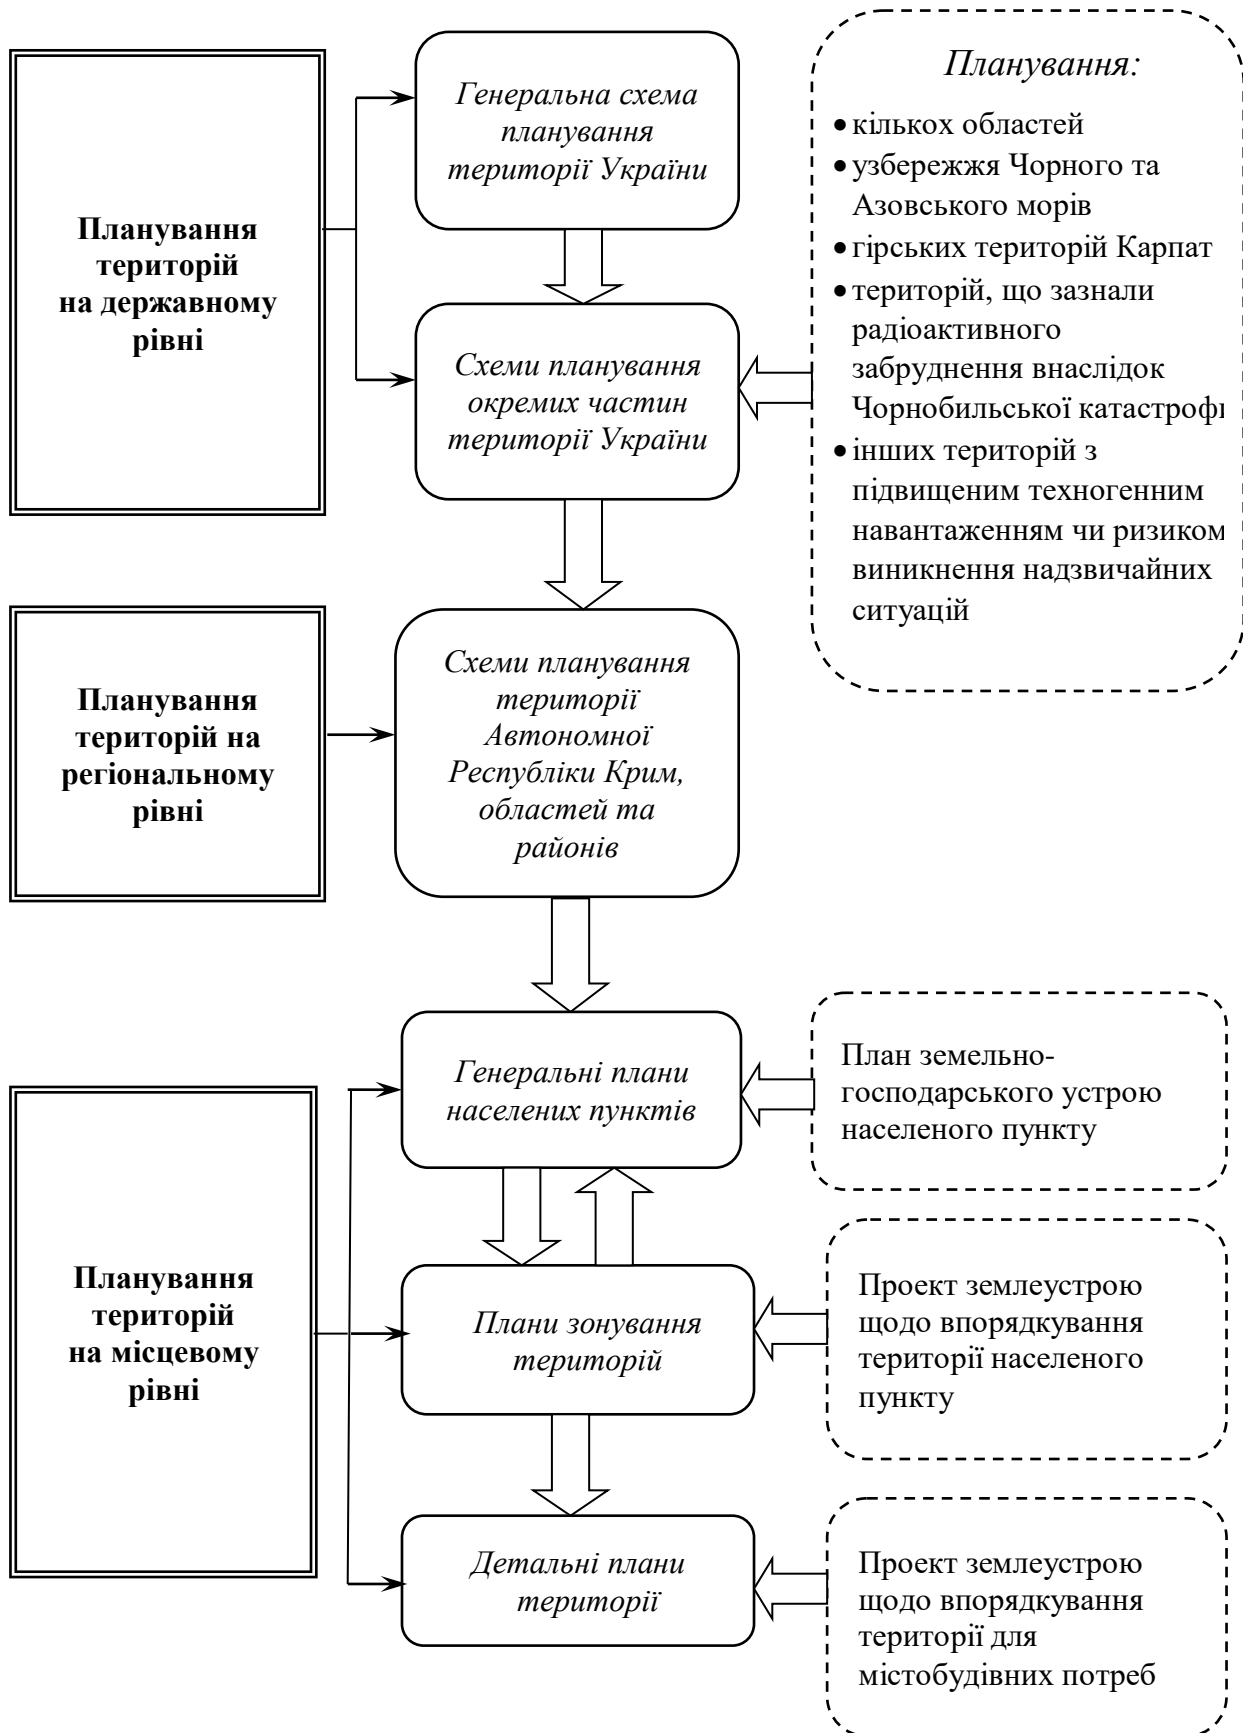 Планування
територій
на державному
рівні
Генеральна схема
планування
території України
Схеми планування
окремих частин
території України
Планування:
• кількох областей
• узбережжя Чорного та
Азовського морів
• гірських територій Карпат
• територій, що зазнали
радіоактивного
забруднення внаслідок
Чорнобильської катастрофи
• інших територій з
підвищеним техногенним
навантаженням чи ризиком
виникнення надзвичайних
ситуацій
Планування
територій на
регіональному
рівні
Схеми планування
території
Автономної
Республіки Крим,
областей та
районів
Планування
територій
на місцевому
рівні
Генеральні плани
населених пунктів
План земельно-
господарського устрою
населеного пункту
Плани зонування
територій
Проект землеустрою
щодо впорядкування
території населеного
пункту
Детальні плани
території
Проект землеустрою
щодо впорядкування
території для
містобудівних потреб